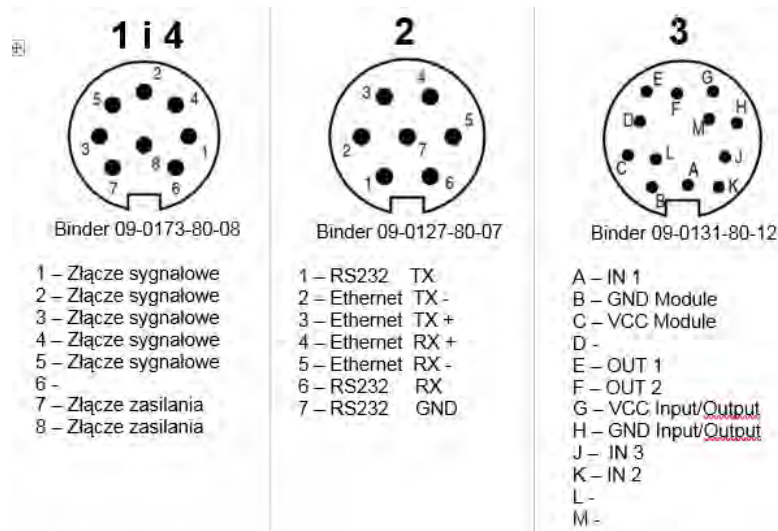 1 i 4
2
5
4
3
1
8
7
6
Binder 09-0173-80-08
1 – Złącze sygnałowe
2 – Złącze sygnałowe
3 – Złącze sygnałowe
4 – Złącze sygnałowe
5 – Złącze sygnałowe
6 -
7 – Złącze zasilania
8 – Złącze zasilania
2
4
3
5
2
7
1
6
Binder 09-0127-80-07
1 – RS232 TX
2 – Ethernet TX -
3 – Ethernet TX +
4 – Ethernet RX +
5 – Ethernet RX -
6 – RS232 RX
7 – RS232 GND
3
E
G
F
H
D
M
L
J
C
A
K
B
Binder 09-0131-80-12
A – IN 1
B – GND Module
C – VCC Module
D -
E – OUT 1
F – OUT 2
G – VCC Input/Output
H – GND Input/Output
J – IN 3
K – IN 2
L -
M -